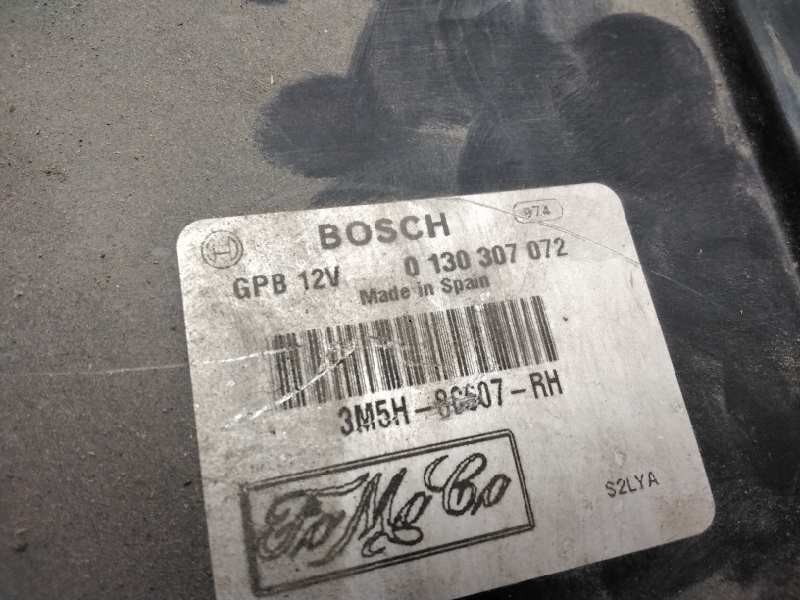 BOSCH 974
GPB 12V 0 130 307 072
Made in Spain
3M5H-8C607-RH
FoMoCo
S2LYA